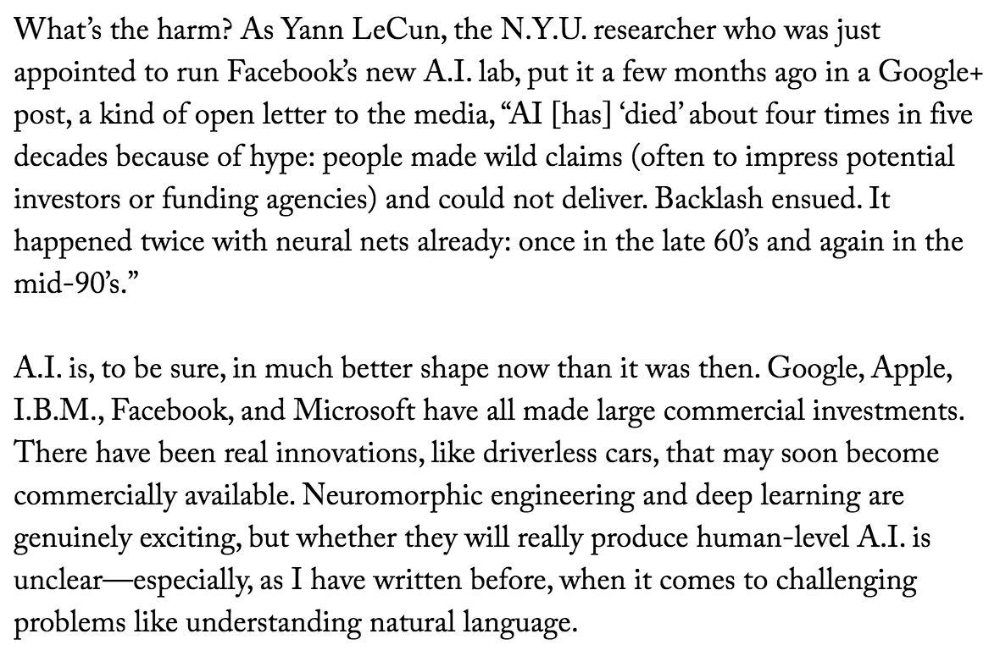 What’s the harm? As Yann LeCun, the N.Y.U. researcher who was just
appointed to run Facebook’s new A.I. lab, put it a few months ago in a Google+
post, a kind of open letter to the media, “AI [has] ‘died’ about four times in five
decades because of hype: people made wild claims (often to impress potential
investors or funding agencies) and could not deliver. Backlash ensued. It
happened twice with neural nets already: once in the late 60’s and again in the
mid-90’s.”
A.I. is, to be sure, in much better shape now than it was then. Google, Apple,
I.B.M., Facebook, and Microsoft have all made large commercial investments.
There have been real innovations, like driverless cars, that may soon become
commercially available. Neuromorphic engineering and deep learning are
genuinely exciting, but whether they will really produce human-level A.I. is
unclear—especially, as I have written before, when it comes to challenging
problems like understanding natural language.